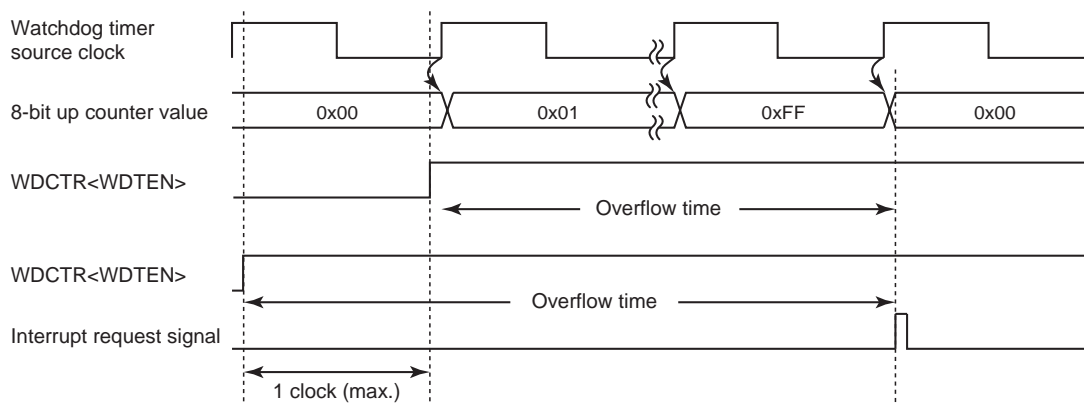 Watchdog timer
source clock
8-bit up counter value
0x00
0x01
0xFF
0x00
WDCTR<WDTEN>
Overflow time
WDCTR<WDTEN>
Overflow time
Interrupt request signal
1 clock (max.)